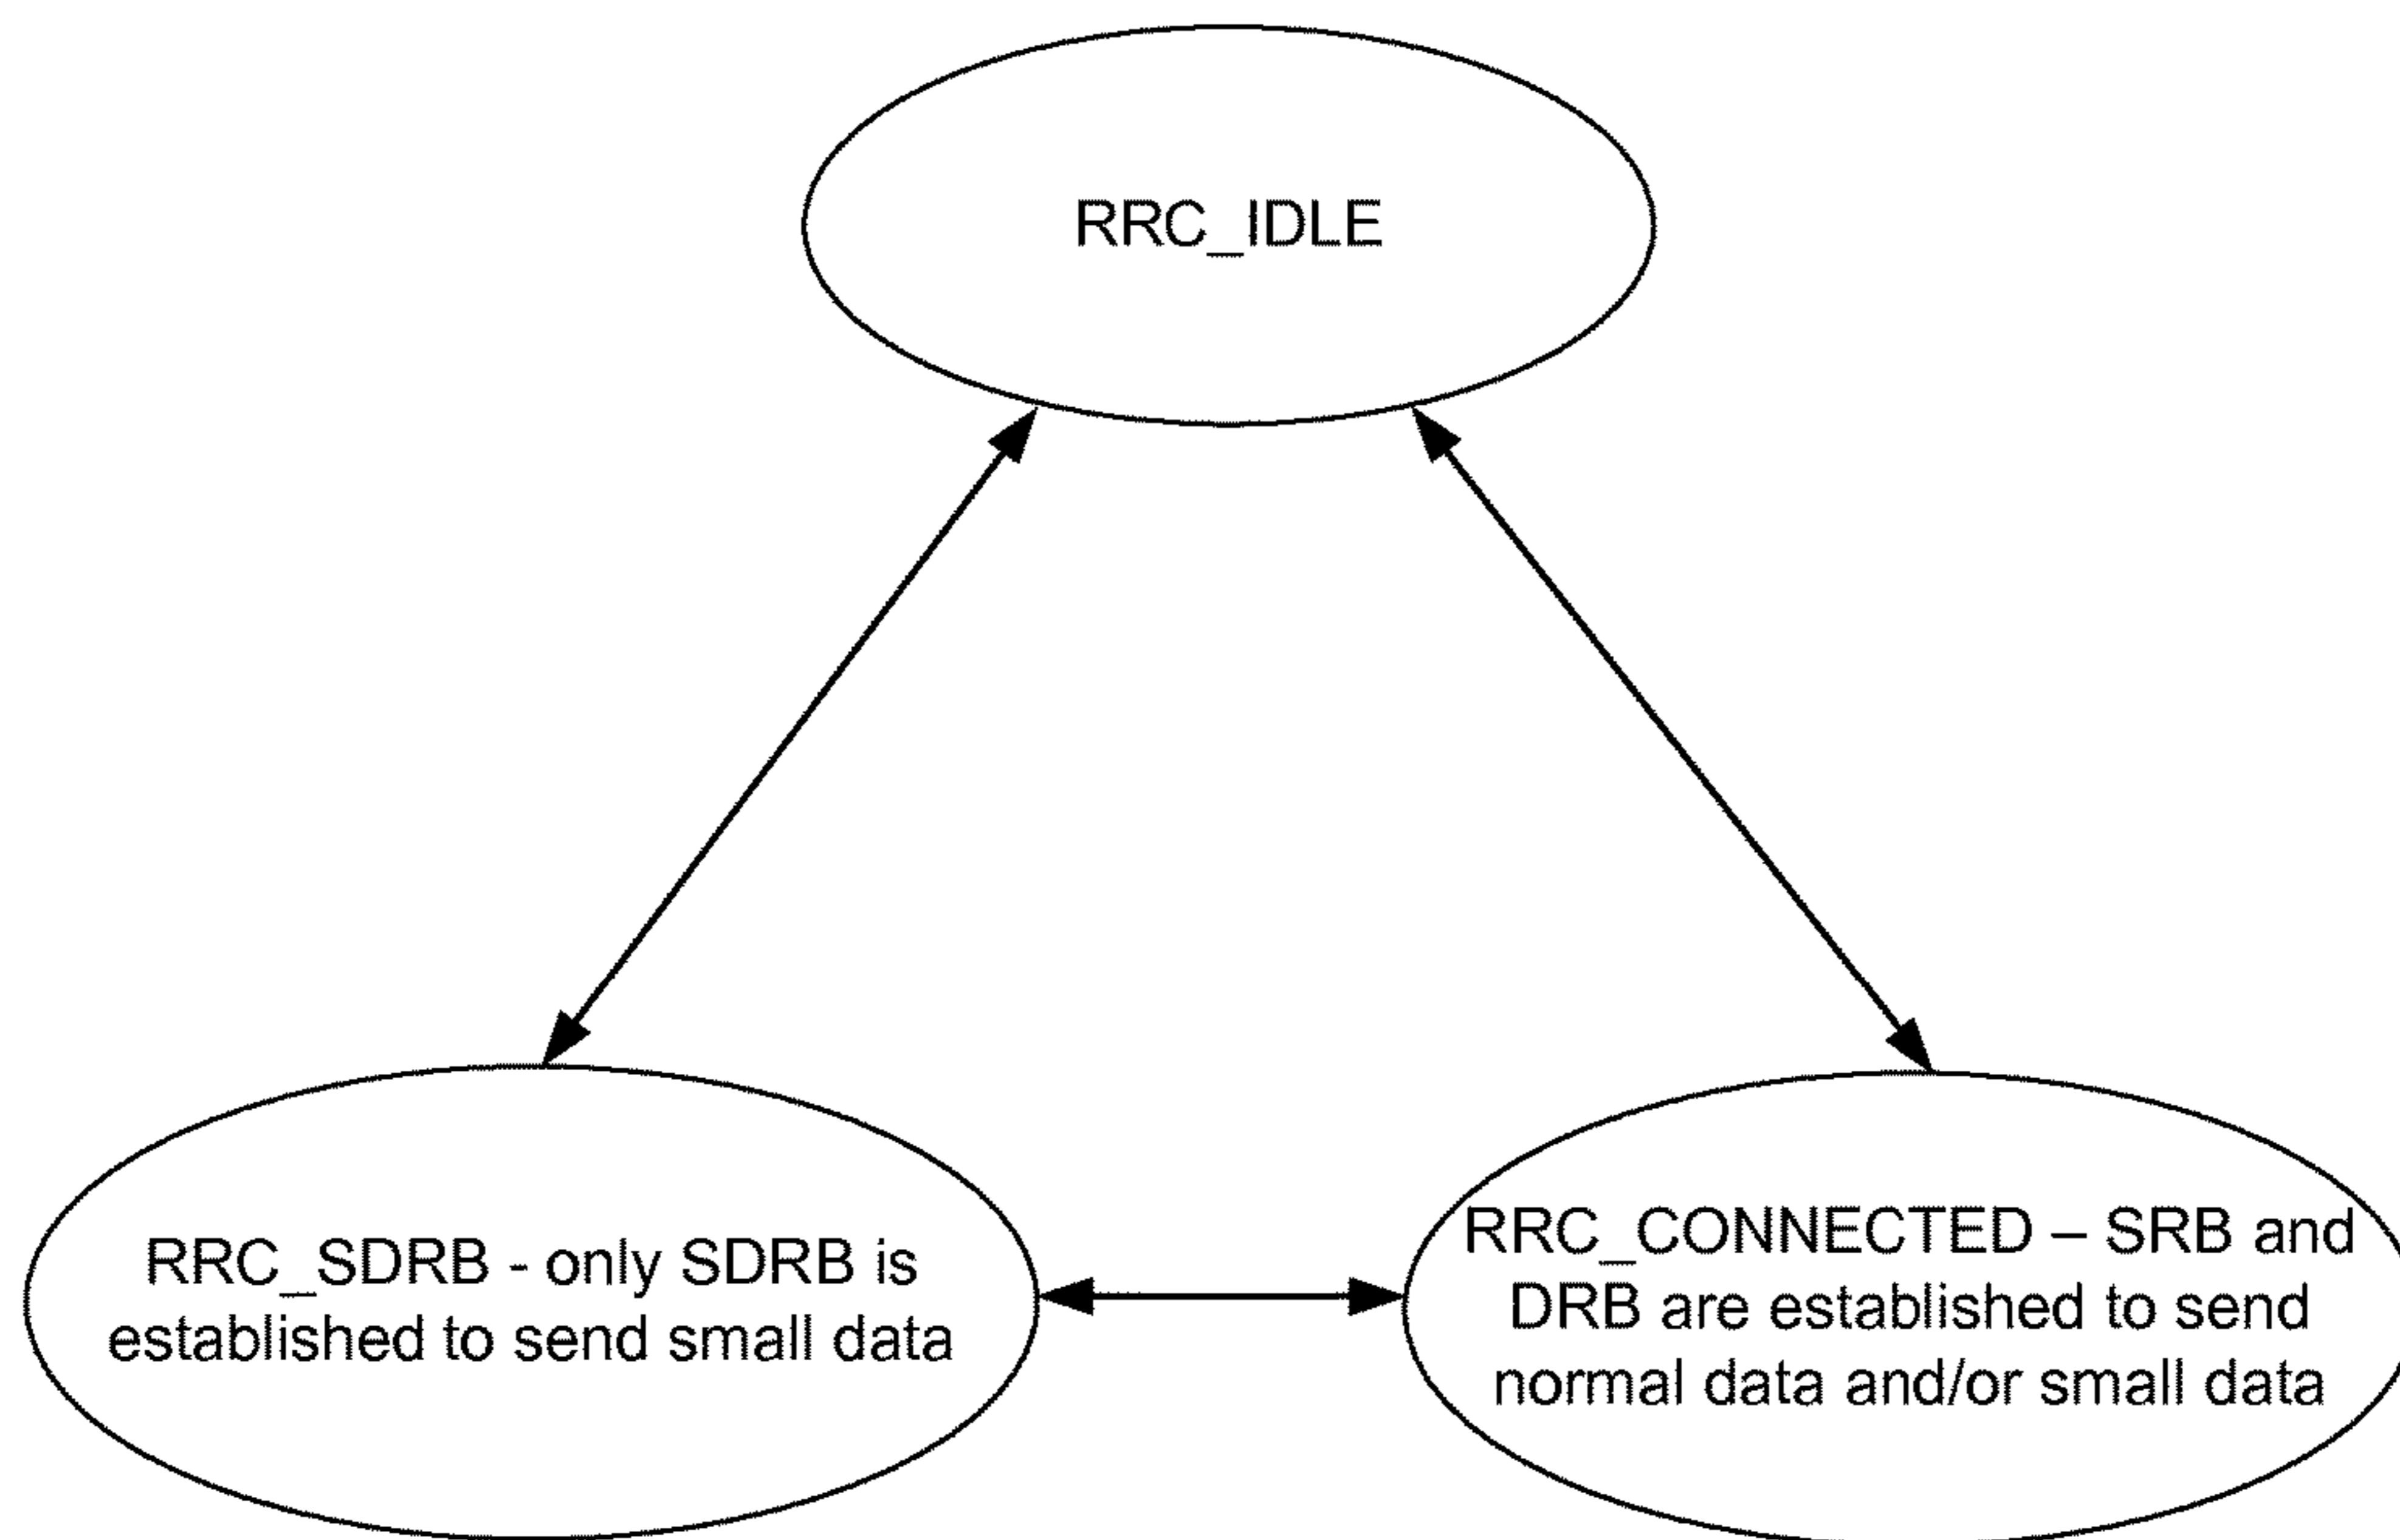 RRC_IDLE
RRC_SDRB - only SDRB is
established to send small data
RRC_CONNECTED – SRB and
DRB are established to send
normal data and/or small data